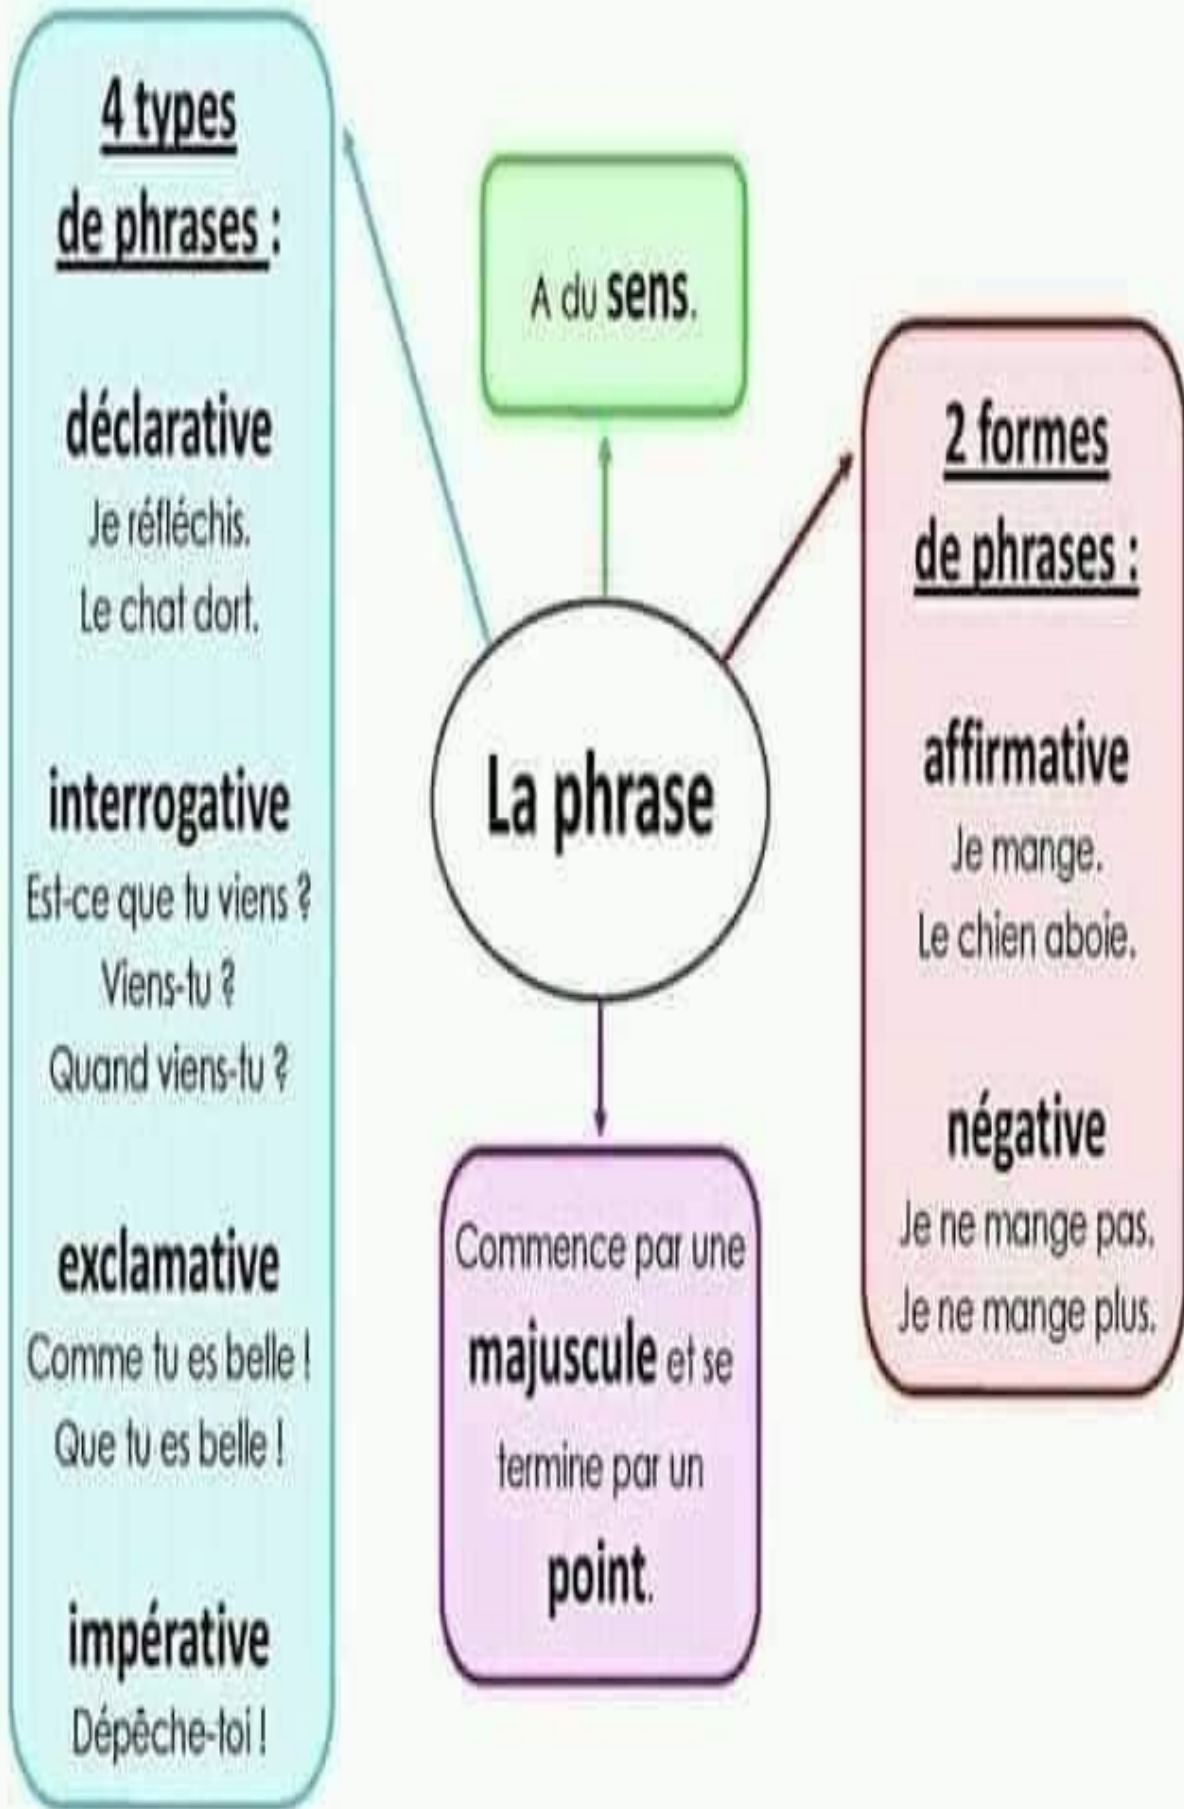 4 types
de phrases :
déclarative
Je réfléchis.
Le chat dort.
interrogative
Est-ce que tu viens ?
Viens-tu ?
Quand viens-tu ?
exclamative
Comme tu es belle !
Que tu es belle !
impérative
Dépêche-toi !
A du sens.
La phrase
Commence par une
majuscule et se
termine par un
point.
2 formes
de phrases :
affirmative
Je mange.
Le chien aboie.
négative
Je ne mange pas.
Je ne mange plus.